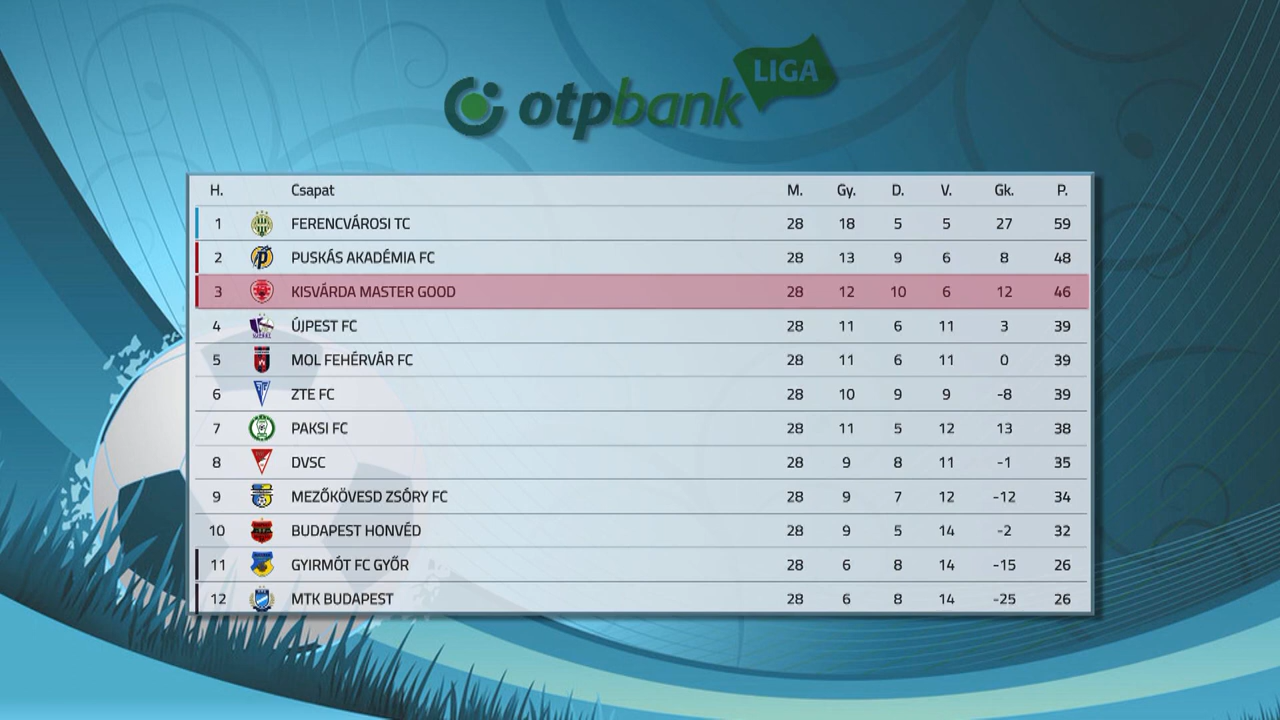 otpbank LIGA
H. Csapat M. Gy. D. V. Gk. P.
1 FERENCVÁROSI TC 28 18 5 5 27 59
2 PUSKÁS AKADÉMIA FC 28 13 9 6 8 48
3 KISVÁRDA MASTER GOOD 28 12 10 6 12 46
4 ÚJPEST FC 28 11 6 11 3 39
5 MOL FEHÉRVÁR FC 28 11 6 11 0 39
6 ZTE FC 28 10 9 9 -8 39
7 PAKSI FC 28 11 5 12 13 38
8 DVSC 28 9 8 11 -1 35
9 MEZŐKÖVESD ZSÓRY FC 28 9 7 12 -12 34
10 BUDAPEST HONVÉD 28 9 5 14 -2 32
11 GYIRMÓT FC GYŐR 28 6 8 14 -15 26
12 MTK BUDAPEST 28 6 8 14 -25 26